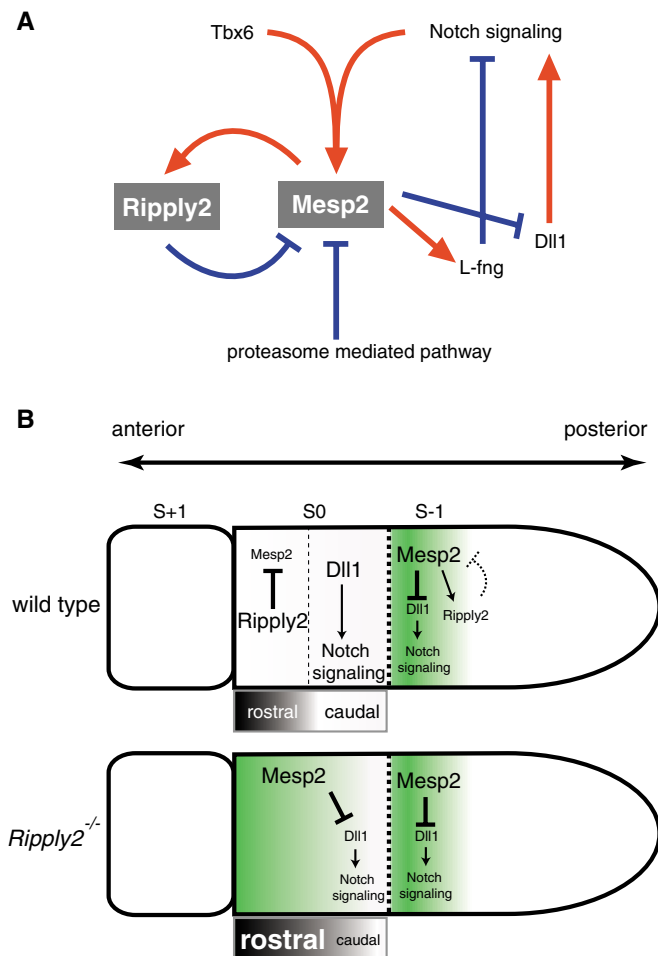 A
Tbx6
Notch signaling
Ripply2
Mesp2
L-fng
Dll1
proteasome mediated pathway
B
anterior
posterior
S+1
S0
S-1
wild type
Mesp2
Ripply2
Dll1
Notch
signaling
Mesp2
Dll1
Ripply2
Notch
signaling
rostral
caudal
Ripply2-/-
Mesp2
Dll1
Notch
signaling
Mesp2
Dll1
Notch
signaling
rostral
caudal